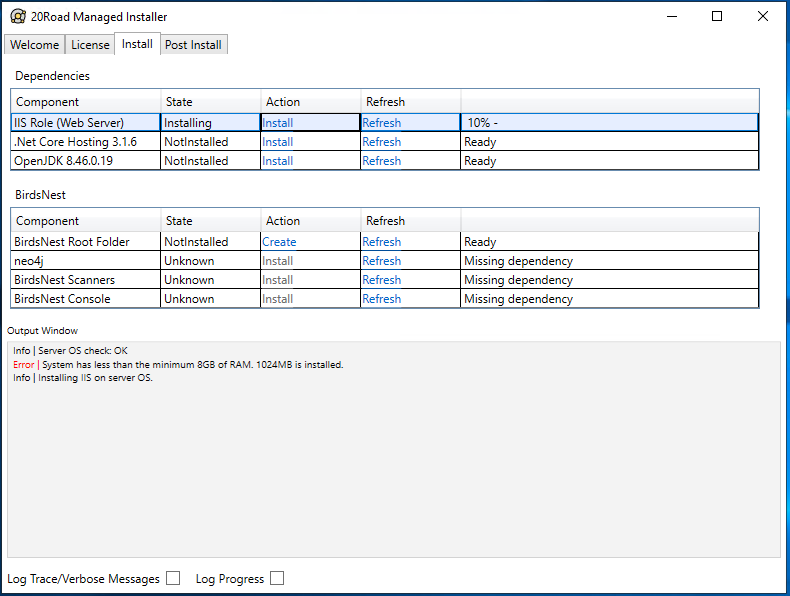 20Road Managed Installer
Welcome License Install Post Install
Dependencies
Component State Action Refresh
IIS Role (Web Server) Installing Install Refresh 10% -
.Net Core Hosting 3.1.6 NotInstalled Install Refresh Ready
OpenJDK 8.46.0.19 NotInstalled Install Refresh Ready
BirdsNest
Component State Action Refresh
BirdsNest Root Folder NotInstalled Create Refresh Ready
neo4j Unknown Install Refresh Missing dependency
BirdsNest Scanners Unknown Install Refresh Missing dependency
BirdsNest Console Unknown Install Refresh Missing dependency
Output Window
Info | Server OS check: OK
Error | System has less than the minimum 8GB of RAM. 1024MB is installed.
Info | Installing IIS on server OS.
Log Trace/Verbose Messages Log Progress